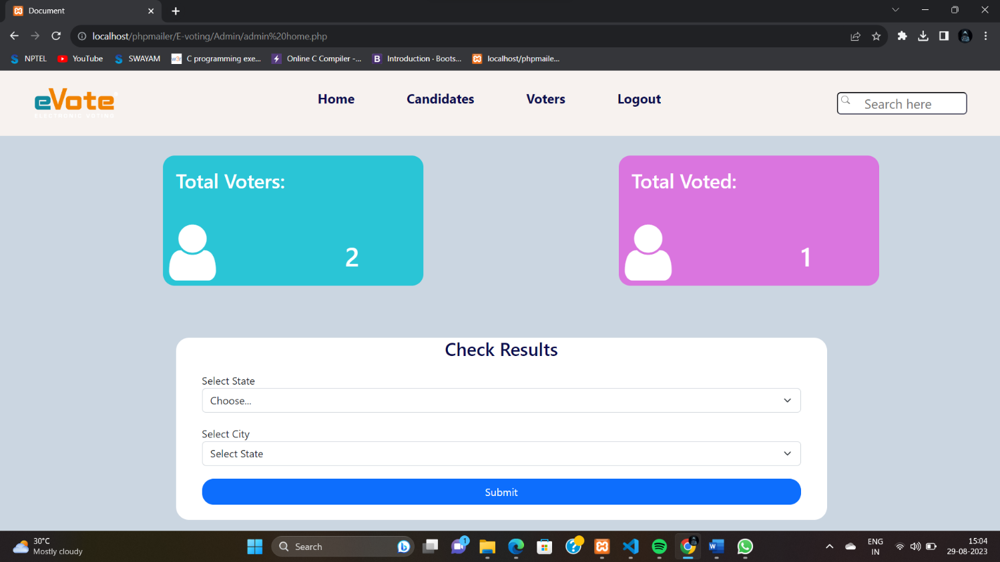 Document
localhost/phpmailer/E-voting/Admin/admin%20home.php
NPTEL YouTube SWAYAM w3r C programming exe... Online C Compiler -... B Introduction · Boots... localhost/phpmaile...
eVote
ELECTRONIC VOTING
Home Candidates Voters Logout Search here
Total Voters: Total Voted:
2 1
Check Results
Select State
Choose...
Select City
Select State
Submit
30°C
Mostly cloudy
Search
1
W
ENG
IN
15:04
29-08-2023